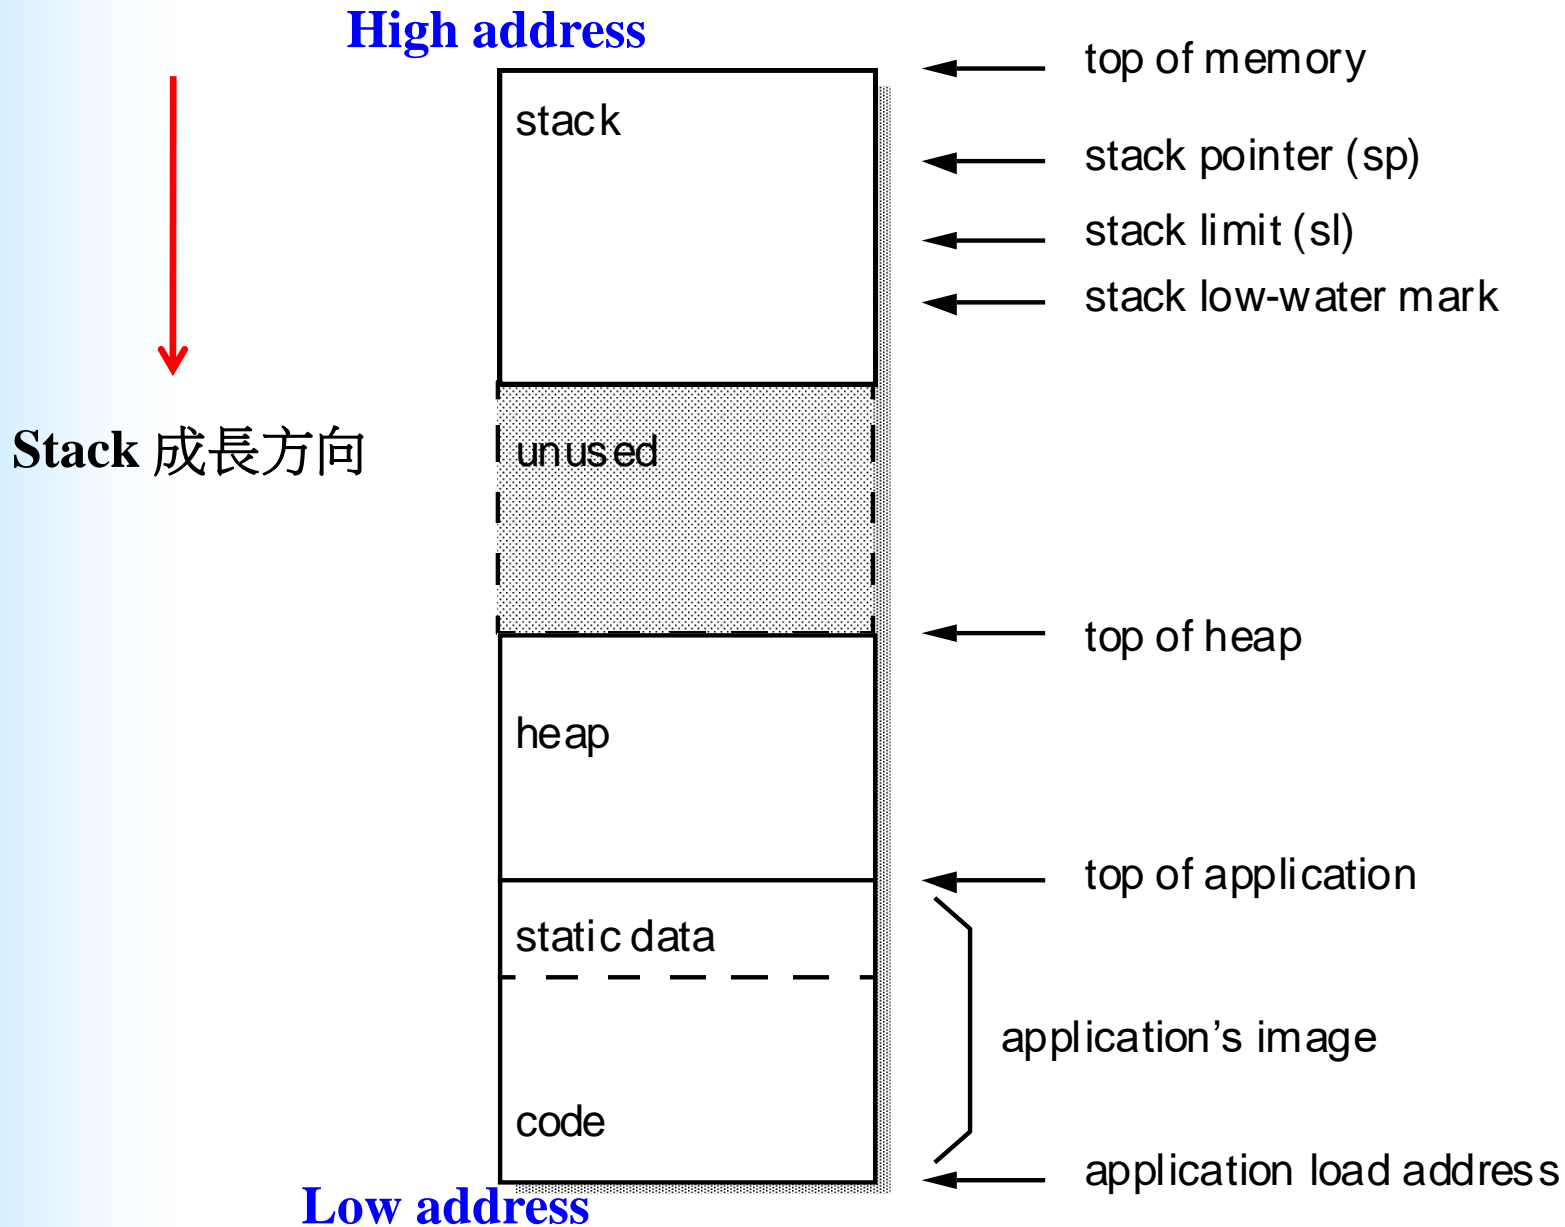 High address
top of memory
stack
stack pointer (sp)
stack limit (sl)
stack low-water mark
Stack 成長方向
unused
top of heap
heap
top of application
static data
application’s image
code
application load address
Low address